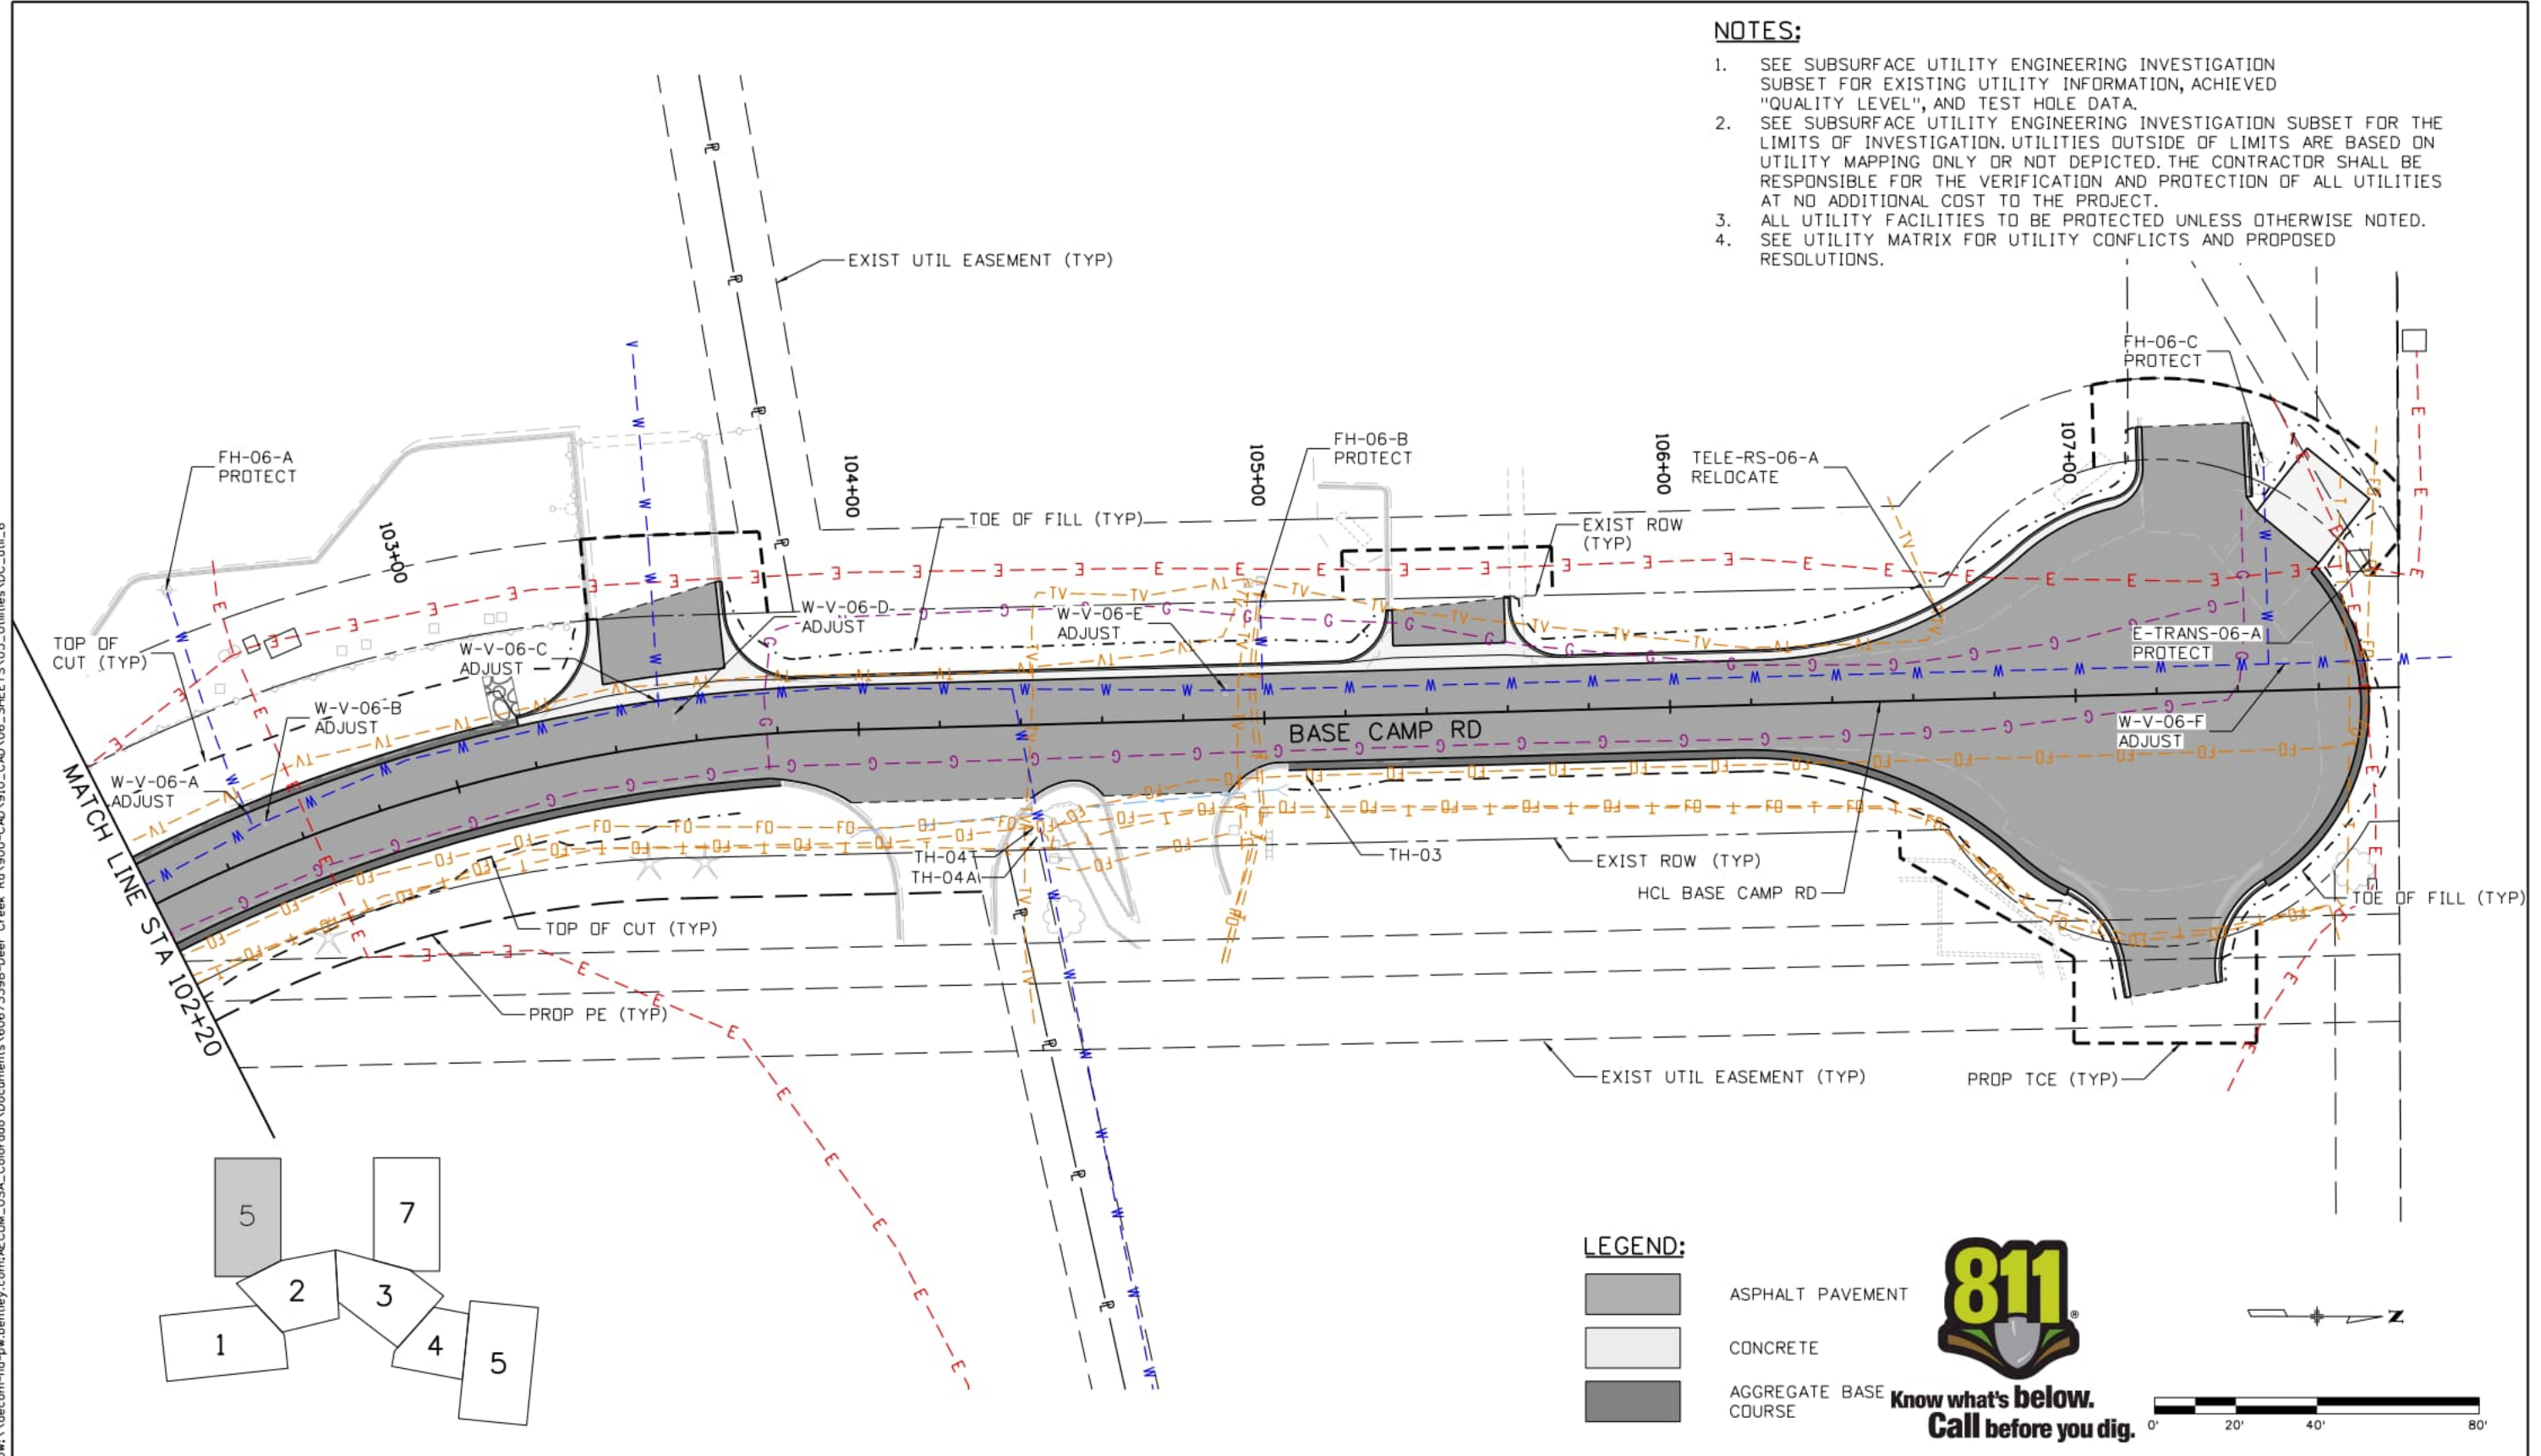 NOTES:
1. SEE SUBSURFACE UTILITY ENGINEERING INVESTIGATION
SUBSET FOR EXISTING UTILITY INFORMATION, ACHIEVED
"QUALITY LEVEL", AND TEST HOLE DATA.
2. SEE SUBSURFACE UTILITY ENGINEERING INVESTIGATION SUBSET FOR THE
LIMITS OF INVESTIGATION. UTILITIES OUTSIDE OF LIMITS ARE BASED ON
UTILITY MAPPING ONLY OR NOT DEPICTED. THE CONTRACTOR SHALL BE
RESPONSIBLE FOR THE VERIFICATION AND PROTECTION OF ALL UTILITIES
AT NO ADDITIONAL COST TO THE PROJECT.
3. ALL UTILITY FACILITIES TO BE PROTECTED UNLESS OTHERWISE NOTED.
4. SEE UTILITY MATRIX FOR UTILITY CONFLICTS AND PROPOSED
RESOLUTIONS.
EXIST UTIL EASEMENT (TYP)
FH-06-C
PROTECT
FH-06-A
PROTECT
FH-06-B
PROTECT
TELE-RS-06-A
RELOCATE
103+00
104+00
105+00
106+00
107+00
TOE OF FILL (TYP)
EXIST ROW
(TYP)
TOP OF
CUT (TYP)
W-V-06-C
ADJUST
W-V-06-D
ADJUST
W-V-06-E
ADJUST
E-TRANS-06-A
PROTECT
W-V-06-B
ADJUST
W-V-06-F
ADJUST
W-V-06-A
ADJUST
BASE CAMP RD
MATCH LINE STA 102+20
TH-04
TH-04A
TH-03
EXIST ROW (TYP)
HCL BASE CAMP RD
TOE OF FILL (TYP)
TOP OF CUT (TYP)
PROP PE (TYP)
EXIST UTIL EASEMENT (TYP)
PROP TCE (TYP)
5
7
2
3
1
4
5
LEGEND:
ASPHALT PAVEMENT
CONCRETE
AGGREGATE BASE
COURSE
811
®
Know what's below.
Call before you dig.
N
0' 20' 40' 80'